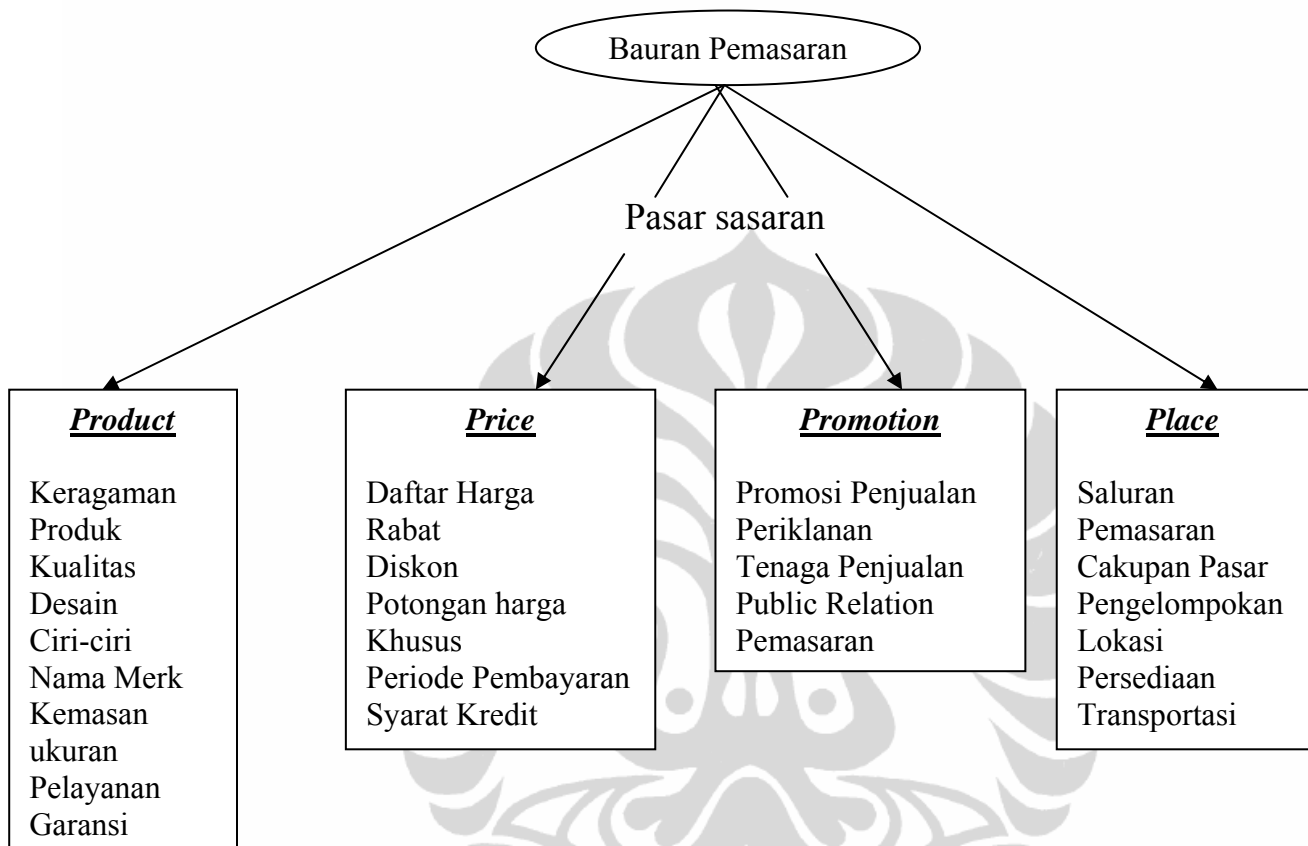 Bauran Pemasaran
Pasar sasaran
Product
Keragaman
Produk
Kualitas
Desain
Ciri-ciri
Nama Merk
Kemasan
ukuran
Pelayanan
Garansi
Price
Daftar Harga
Rabat
Diskon
Potongan harga
Khusus
Periode Pembayaran
Syarat Kredit
Promotion
Promosi Penjualan
Periklanan
Tenaga Penjualan
Public Relation
Pemasaran
Place
Saluran
Pemasaran
Cakupan Pasar
Pengelompokan
Lokasi
Persediaan
Transportasi